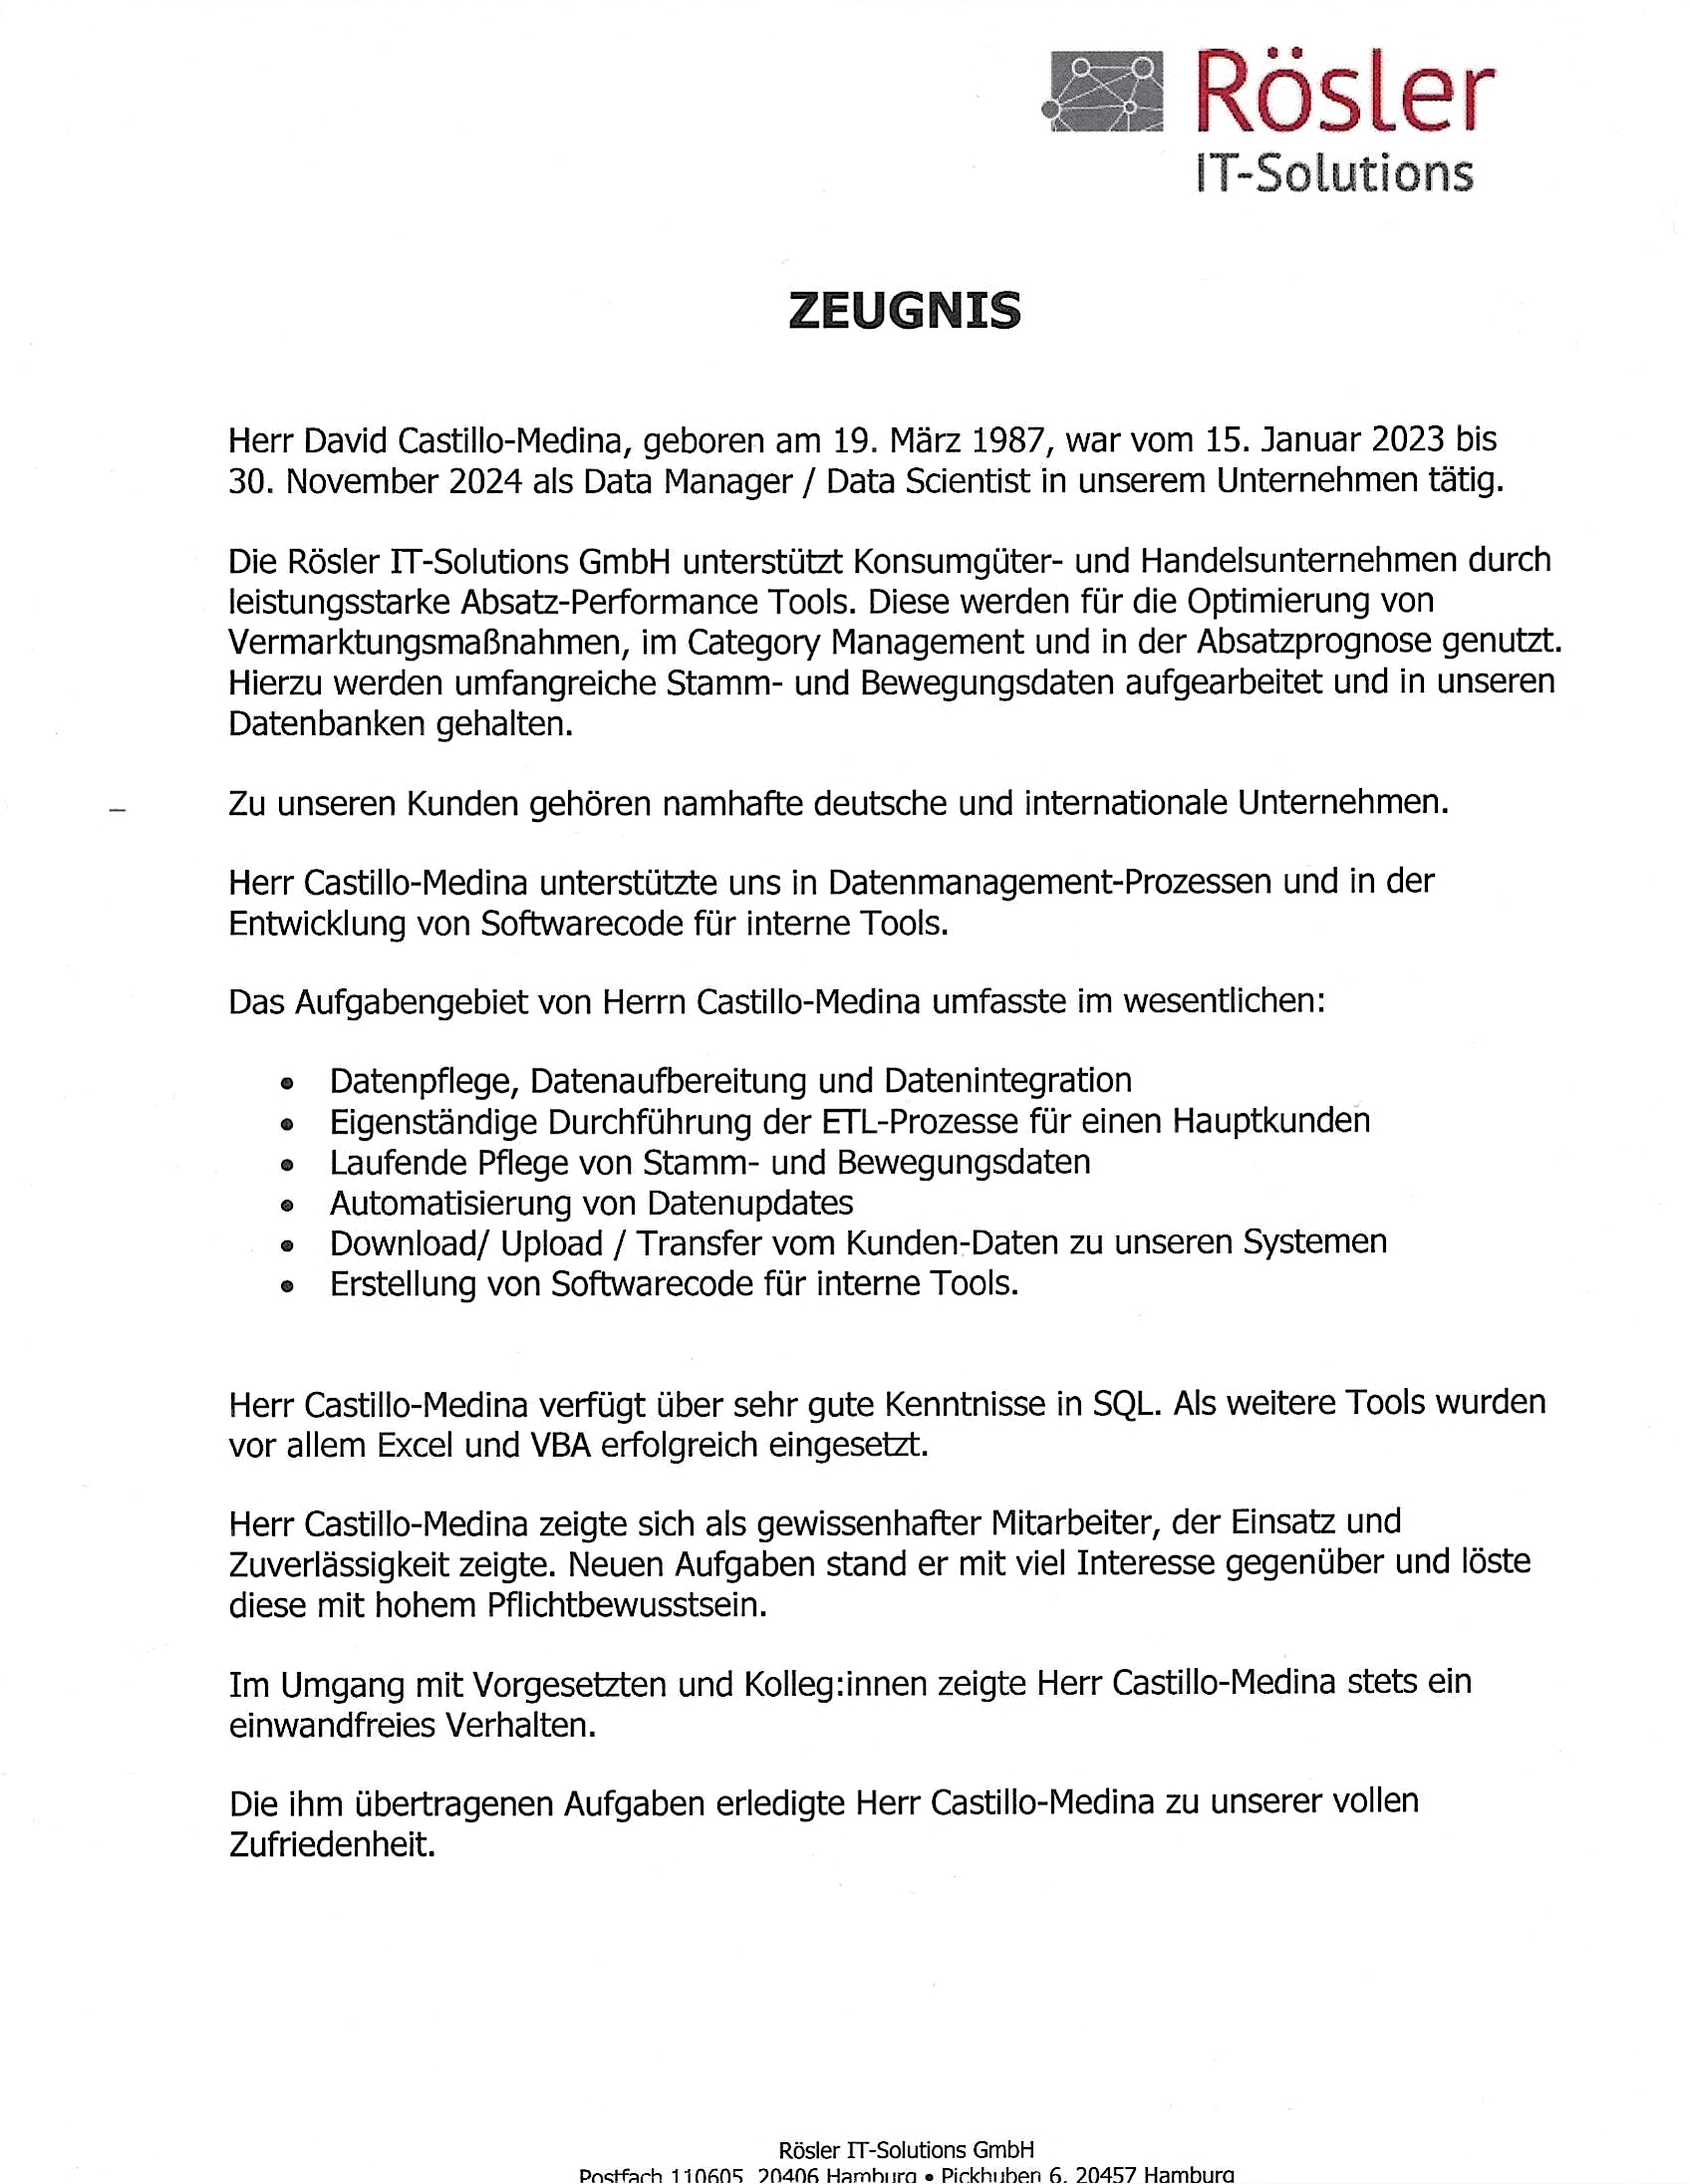 Rösler
IT-Solutions
ZEUGNIS
Herr David Castillo-Medina, geboren am 19. März 1987, war vom 15. Januar 2023 bis
30. November 2024 als Data Manager / Data Scientist in unserem Unternehmen tätig.
Die Rösler IT-Solutions GmbH unterstützt Konsumgüter- und Handelsunternehmen durch
leistungsstarke Absatz-Performance Tools. Diese werden für die Optimierung von
Vermarktungsmaßnahmen, im Category Management und in der Absatzprognose genutzt.
Hierzu werden umfangreiche Stamm- und Bewegungsdaten aufgearbeitet und in unseren
Datenbanken gehalten.
Zu unseren Kunden gehören namhafte deutsche und internationale Unternehmen.
Herr Castillo-Medina unterstützte uns in Datenmanagement-Prozessen und in der
Entwicklung von Softwarecode für interne Tools.
Das Aufgabengebiet von Herrn Castillo-Medina umfasste im wesentlichen:
• Datenpflege, Datenaufbereitung und Datenintegration
• Eigenständige Durchführung der ETL-Prozesse für einen Hauptkunden
• Laufende Pflege von Stamm- und Bewegungsdaten
• Automatisierung von Datenupdates
• Download/ Upload / Transfer vom Kunden-Daten zu unseren Systemen
• Erstellung von Softwarecode für interne Tools.
Herr Castillo-Medina verfügt über sehr gute Kenntnisse in SQL. Als weitere Tools wurden
vor allem Excel und VBA erfolgreich eingesetzt.
Herr Castillo-Medina zeigte sich als gewissenhafter Mitarbeiter, der Einsatz und
Zuverlässigkeit zeigte. Neuen Aufgaben stand er mit viel Interesse gegenüber und löste
diese mit hohem Pflichtbewusstsein.
Im Umgang mit Vorgesetzten und Kolleg:innen zeigte Herr Castillo-Medina stets ein
einwandfreies Verhalten.
Die ihm übertragenen Aufgaben erledigte Herr Castillo-Medina zu unserer vollen
Zufriedenheit.
Rösler IT-Solutions GmbH
Postfach 110605, 20406 Hamburg • Pickhuben 6, 20457 Hamburg